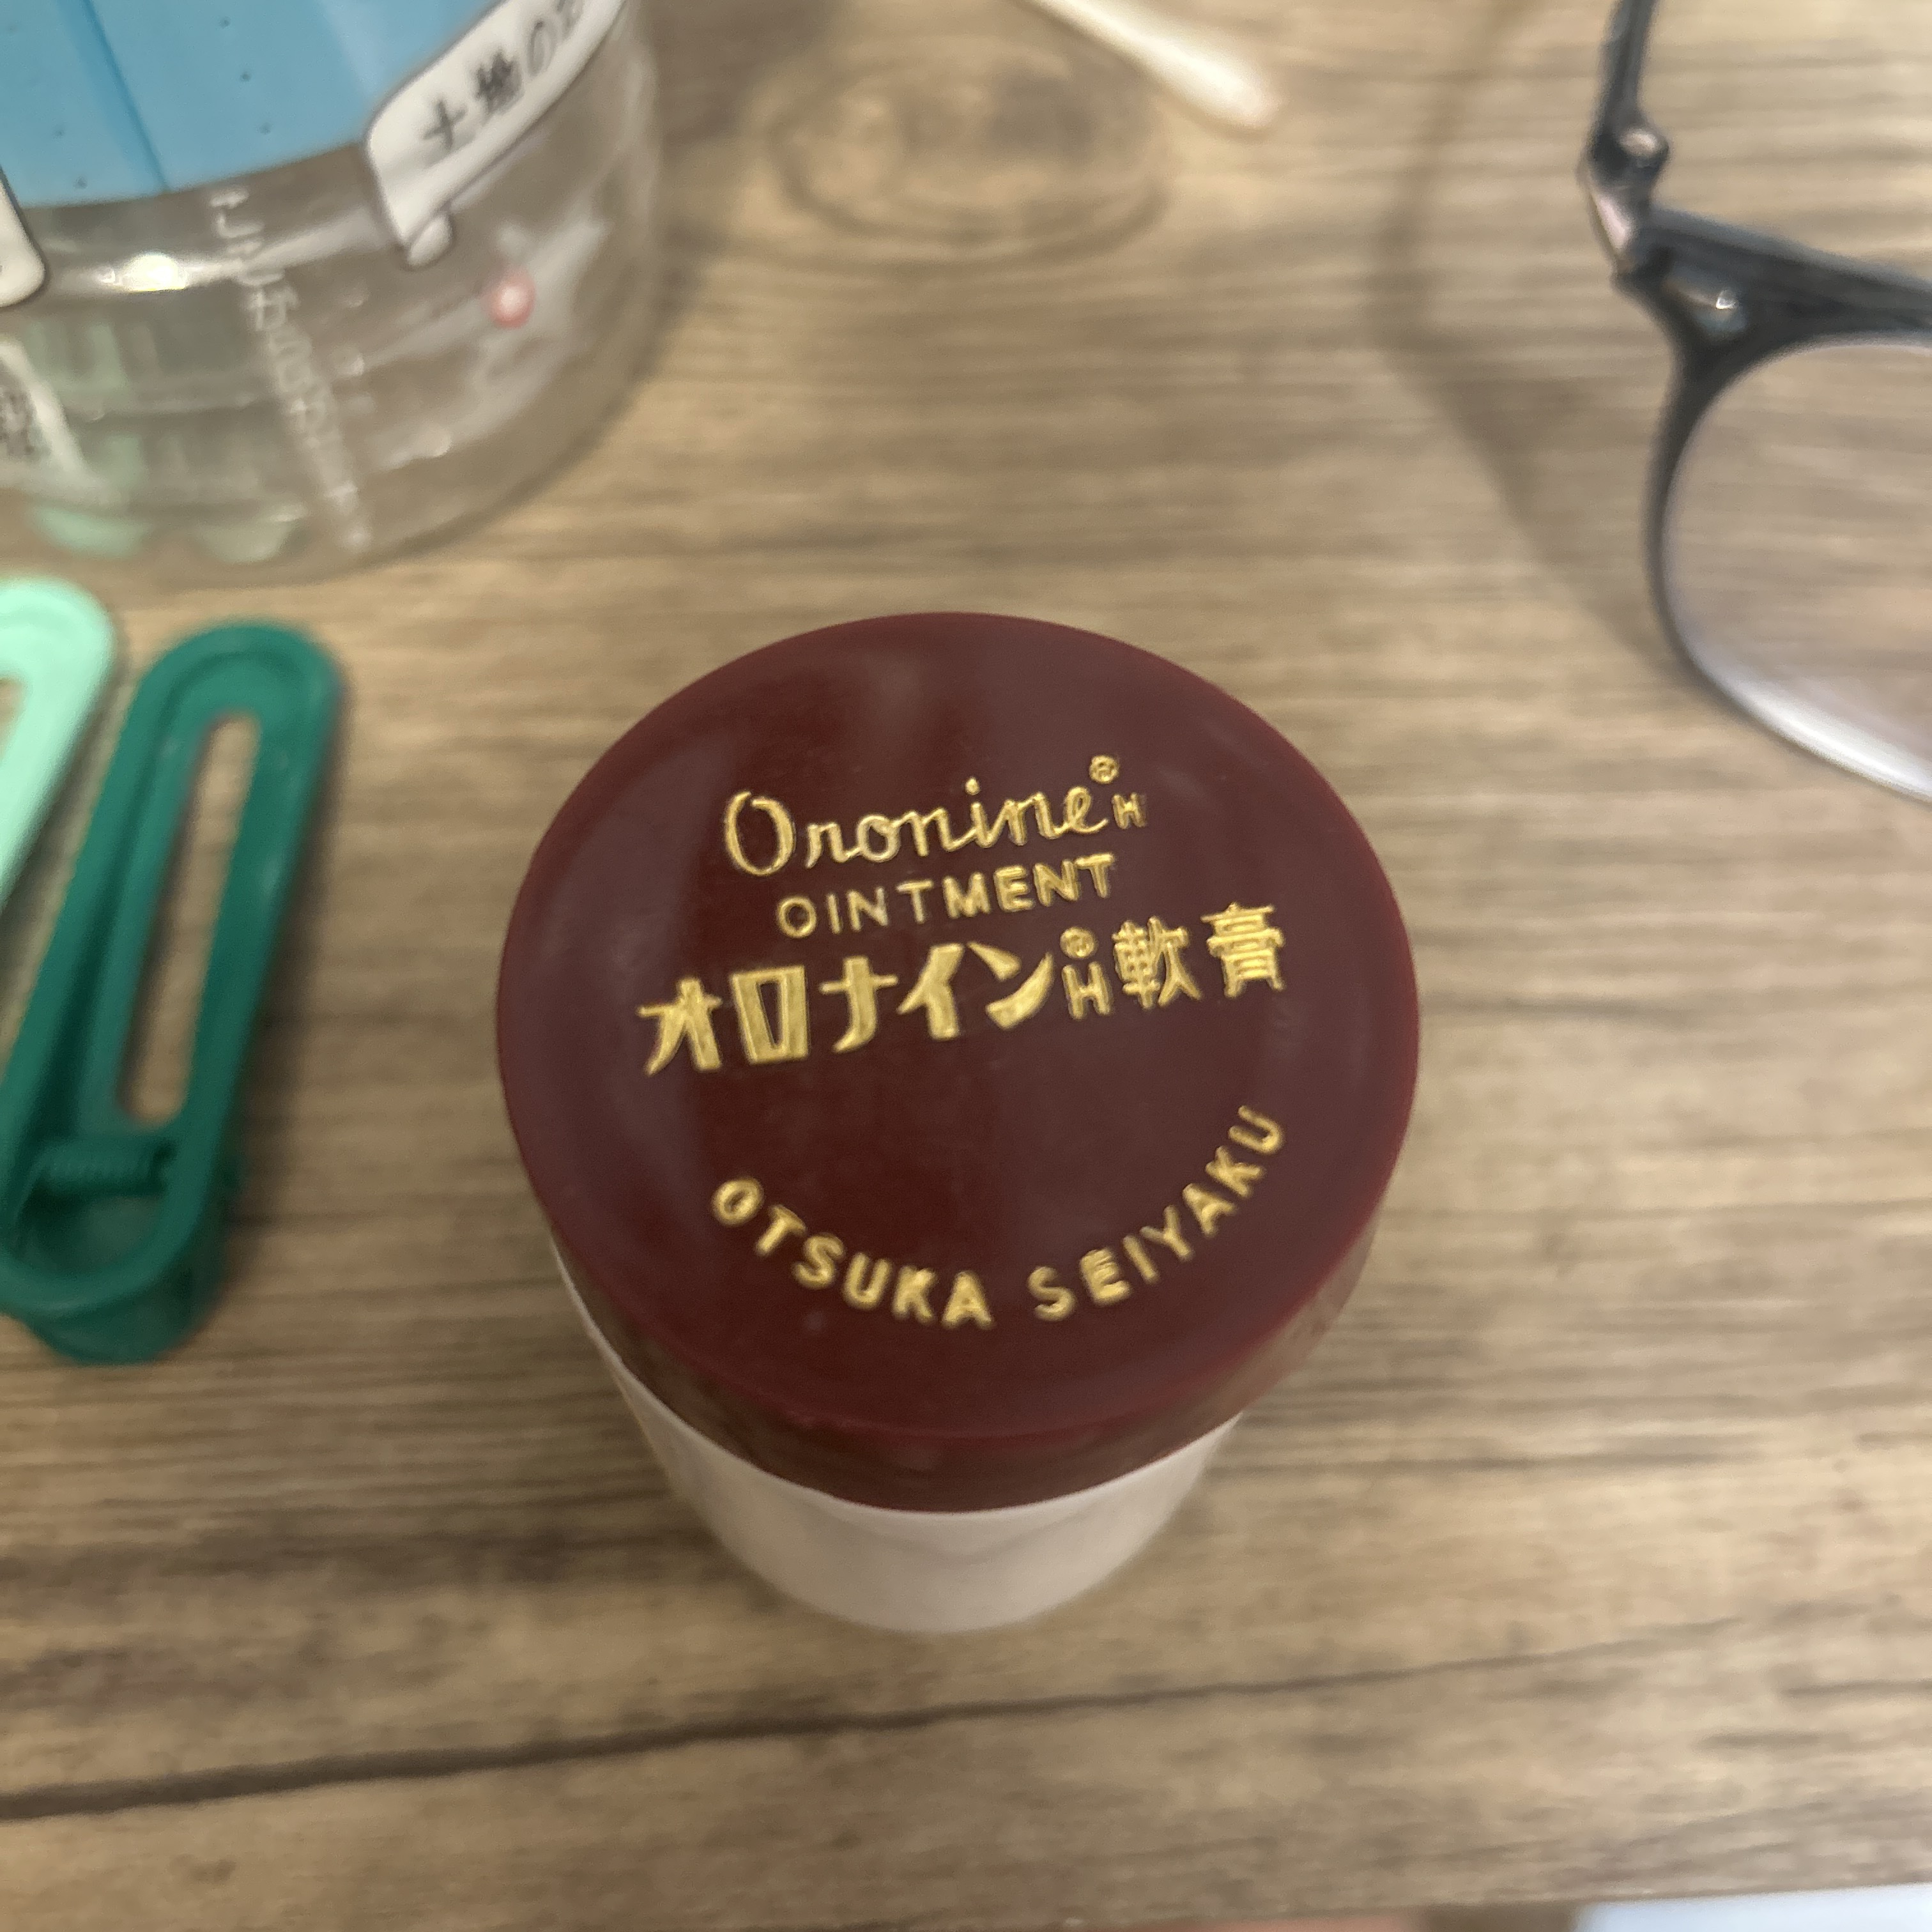 Oronine®H
OINTMENT
オロナイン®H軟膏
OTSUKA SEIYAKU